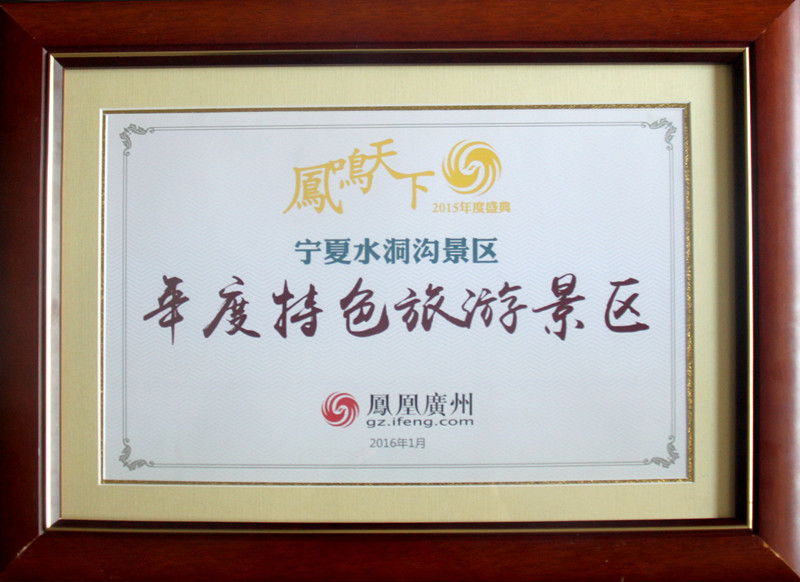 鳳鳴天下
2015年度盛典
宁夏水洞沟景区
年度特色旅游景区
鳳凰廣州
gz.ifeng.com
2016年1月